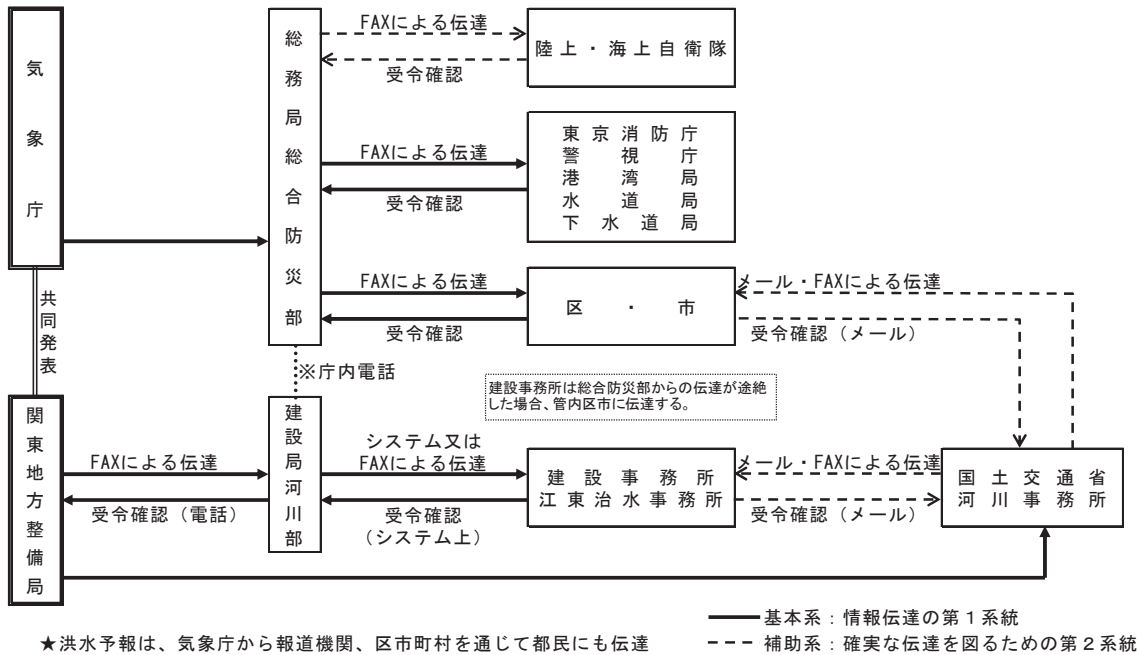 気象庁
共同発表
関東地方整備局
総務局総合防災部
※庁内電話
建設局河川部
FAXによる伝達
受令確認
陸上・海上自衛隊
FAXによる伝達
受令確認
東京消防庁
警視庁
港湾局
水道局
下水道局
FAXによる伝達
受令確認
区・市
メール・FAXによる伝達
受令確認（メール）
建設事務所は総合防災部からの伝達が途絶
した場合、管内区市に伝達する。
FAXによる伝達
受令確認（電話）
システム又は
FAXによる伝達
受令確認
（システム上）
建設事務所
江東治水事務所
メール・FAXによる伝達
受令確認（メール）
国土交通省
河川事務所
★洪水予報は、気象庁から報道機関、区市町村を通じて都民にも伝達
基本系：情報伝達の第１系統
補助系：確実な伝達を図るための第２系統